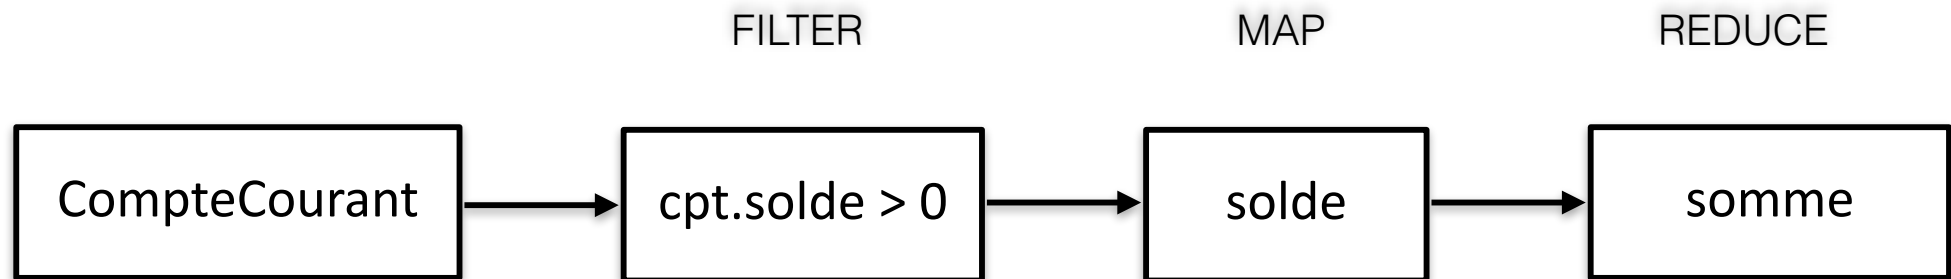 FILTER MAP REDUCE
CompteCourant cpt.solde > 0 solde somme